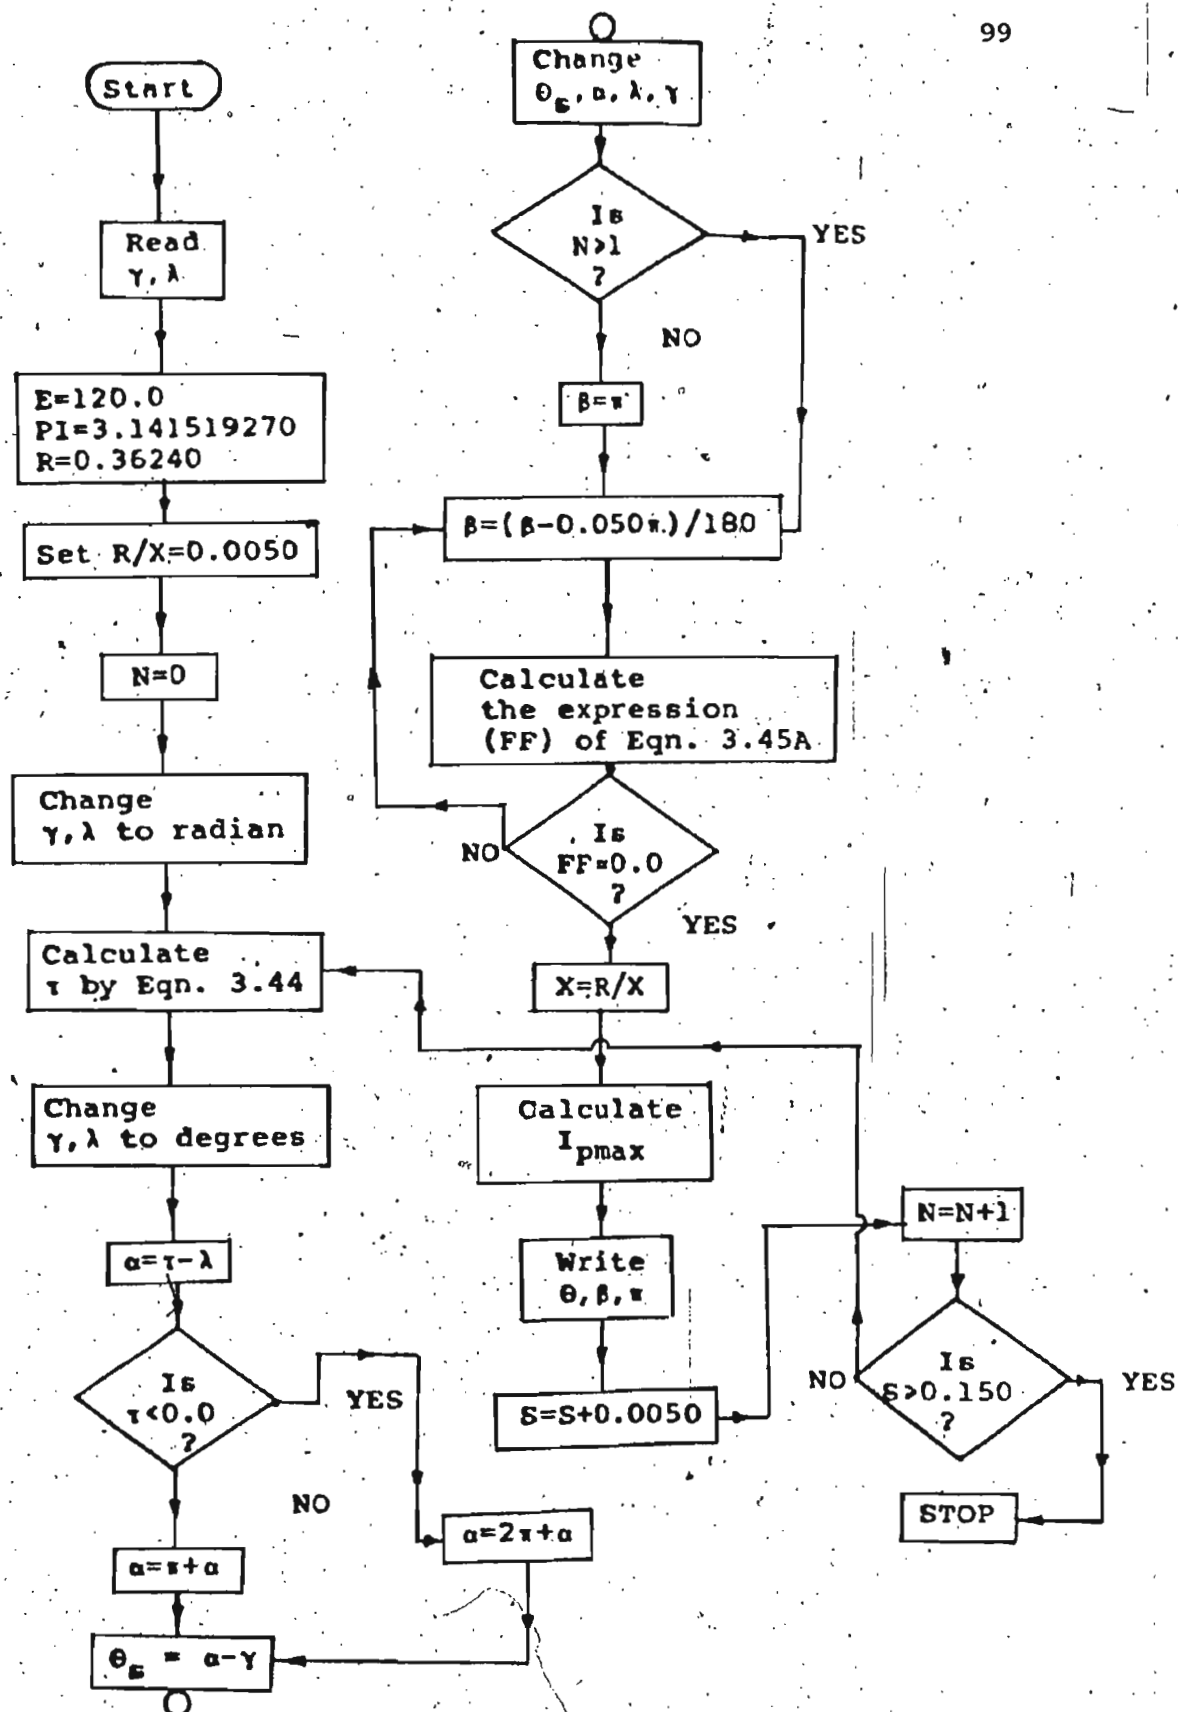 99
Start
Read
γ, λ
E=120.0
PI=3.141519270
R=0.36240
Set R/X=0.0050
N=0
Change
γ, λ to radian
Calculate
τ by Eqn. 3.44
Change
γ, λ to degrees
α=τ-λ
Is
τ<0.0
?
YES
NO
α=π+α
α=2π+α
θs = α-γ
Change
θs, α, λ, γ
Is
N>1
?
YES
NO
β=π
β=(β-0.050π)/180
Calculate
the expression
(FF) of Eqn. 3.45A
Is
FF=0.0
?
NO
YES
X=R/X
Calculate
Ipmax
Write
θ, β, π
S=S+0.0050
N=N+1
Is
S>0.150
?
NO
YES
STOP